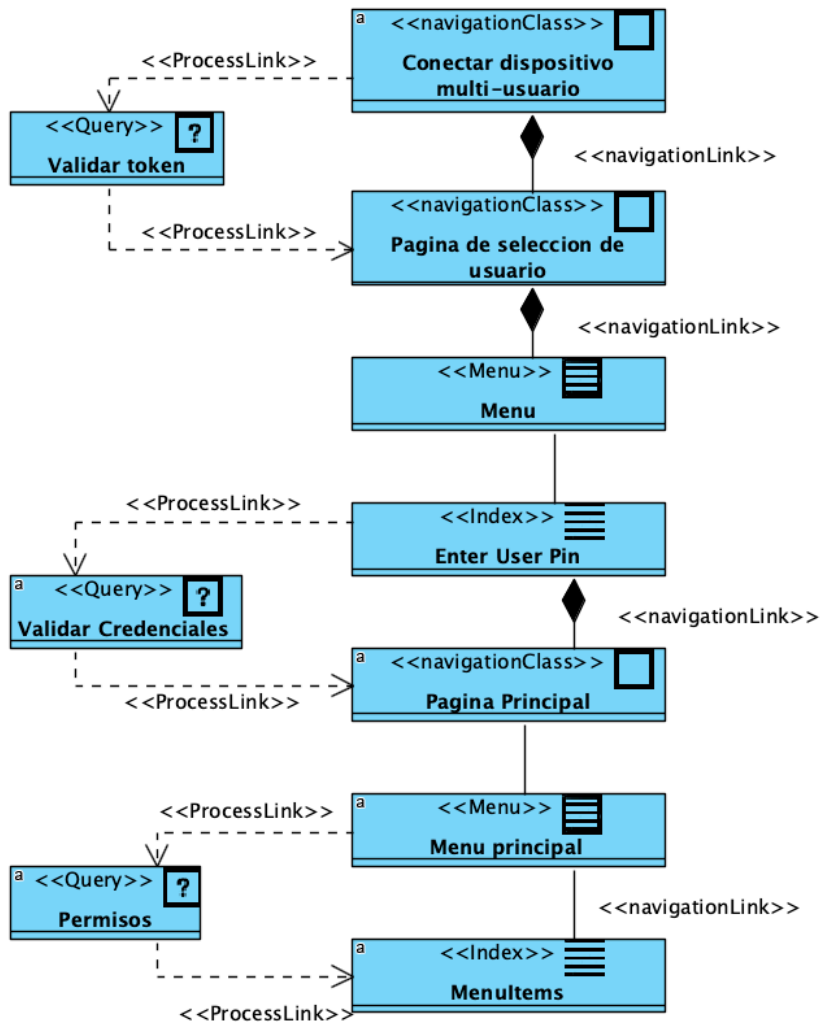 a
<<navigationClass>>
Conectar dispositivo
multi-usuario
<<ProcessLink>>
<<Query>>
?
Validar token
<<navigationLink>>
<<ProcessLink>>
<<navigationClass>>
Pagina de seleccion de
usuario
<<navigationLink>>
<<Menu>>
Menu
<<ProcessLink>>
<<Index>>
Enter User Pin
a
<<Query>>
?
Validar Credenciales
<<navigationLink>>
a
<<navigationClass>>
Pagina Principal
<<ProcessLink>>
<<ProcessLink>>
a
<<Menu>>
Menu principal
a
<<Query>>
?
Permisos
<<navigationLink>>
a
<<Index>>
MenuItems
<<ProcessLink>>